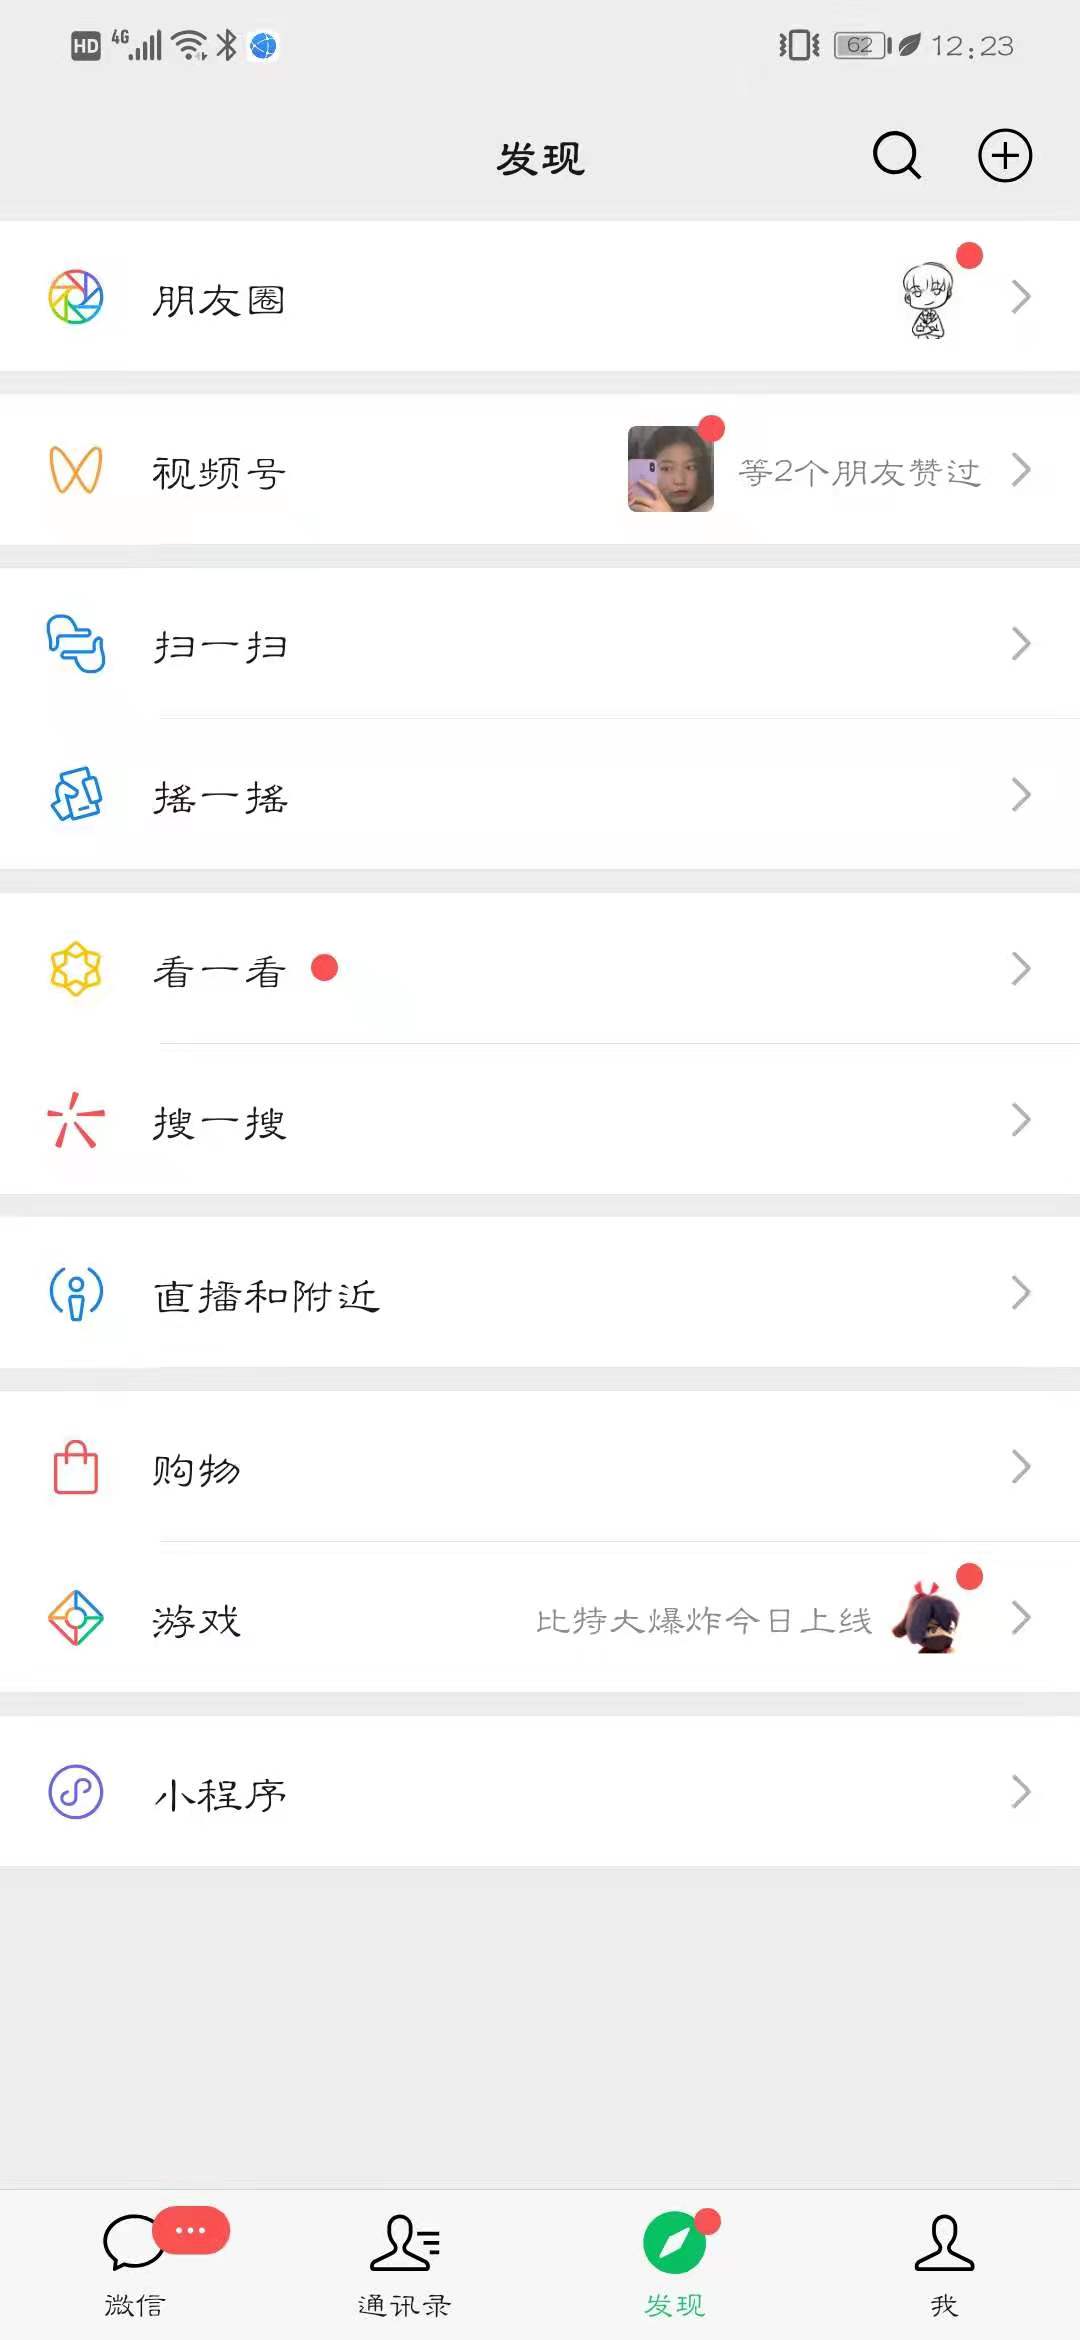 HD 4G 62 12:23
发现
朋友圈
视频号 等2个朋友赞过
扫一扫
摇一摇
看一看
搜一搜
直播和附近
购物
游戏 比特大爆炸今日上线
小程序
微信 通讯录 发现 我